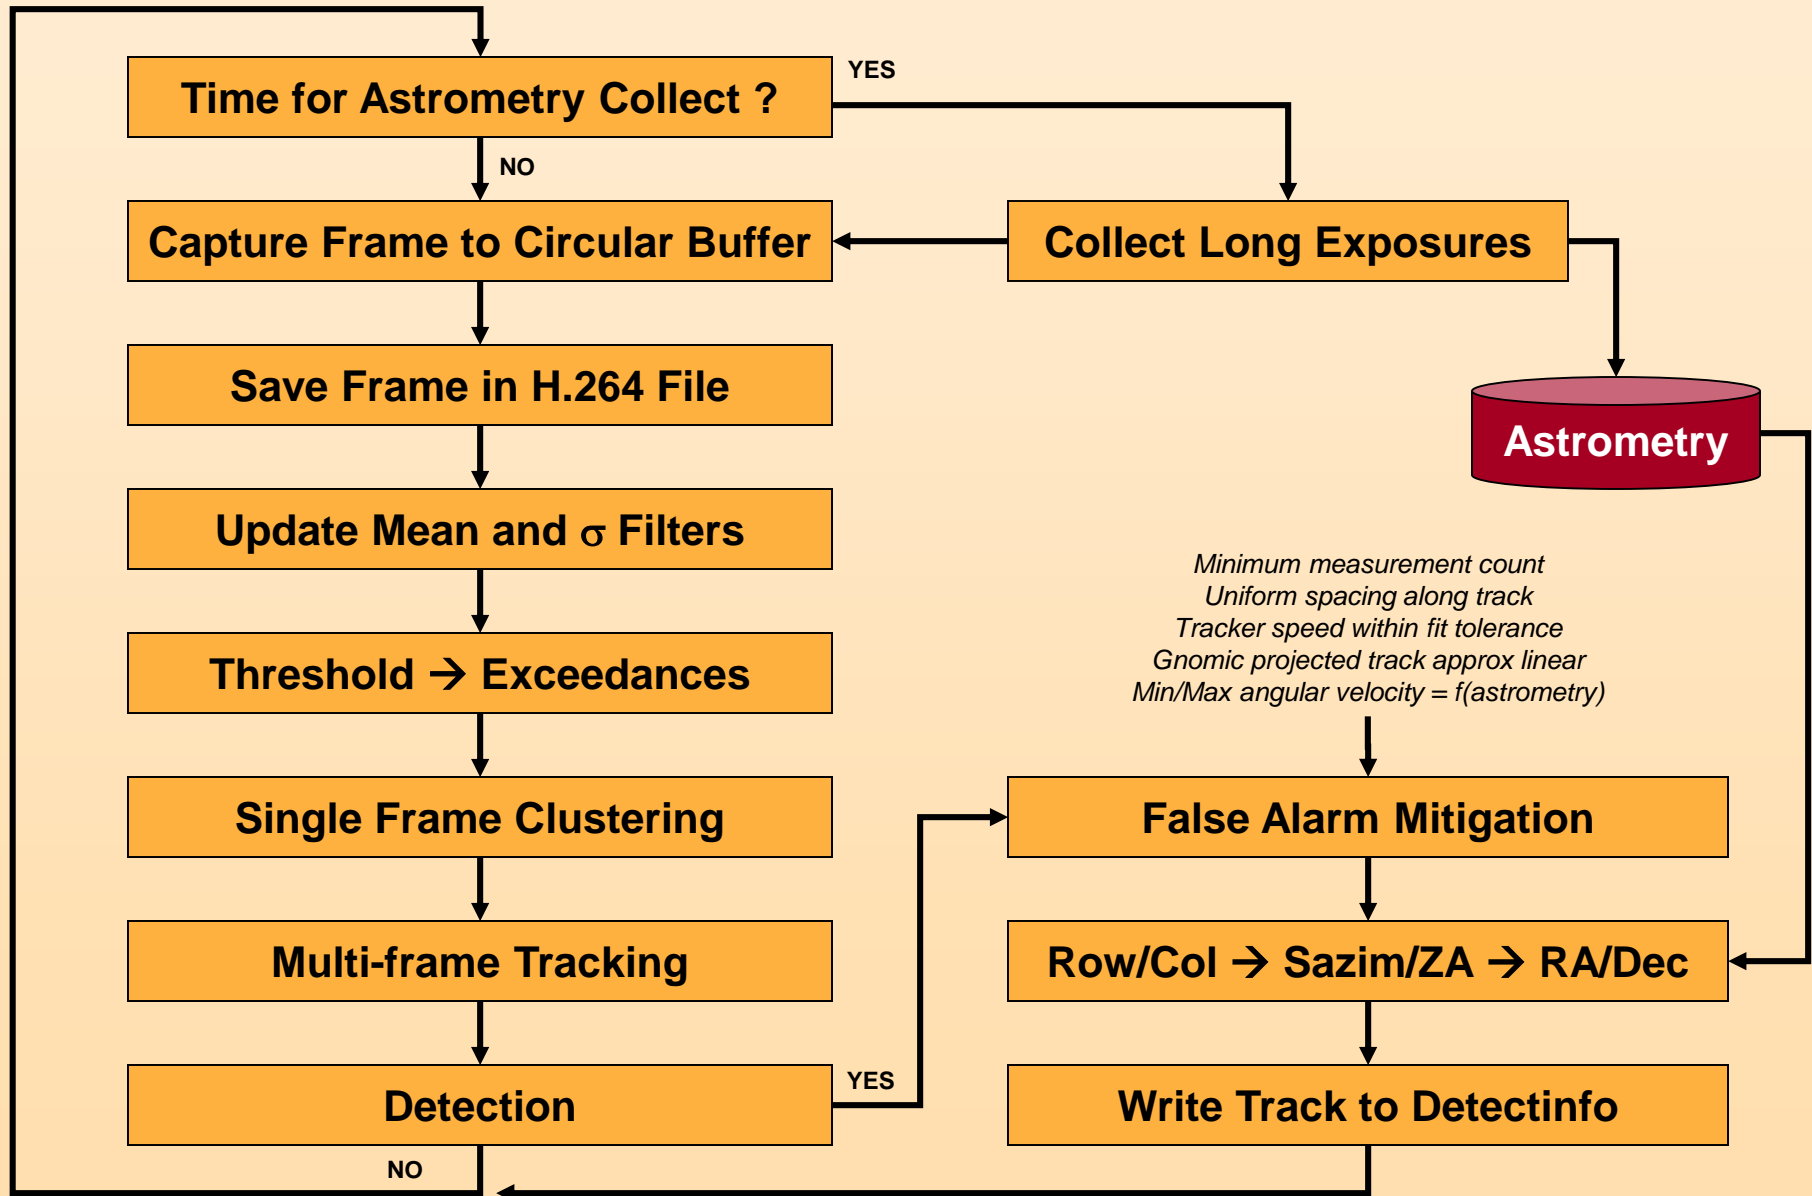 Time for Astrometry Collect ?
YES
NO
Capture Frame to Circular Buffer
Collect Long Exposures
Save Frame in H.264 File
Astrometry
Update Mean and σ Filters
Minimum measurement count
Uniform spacing along track
Tracker speed within fit tolerance
Gnomic projected track approx linear
Min/Max angular velocity = f(astrometry)
Threshold → Exceedances
Single Frame Clustering
False Alarm Mitigation
Multi-frame Tracking
Row/Col → Sazim/ZA → RA/Dec
Detection
YES
Write Track to Detectinfo
NO